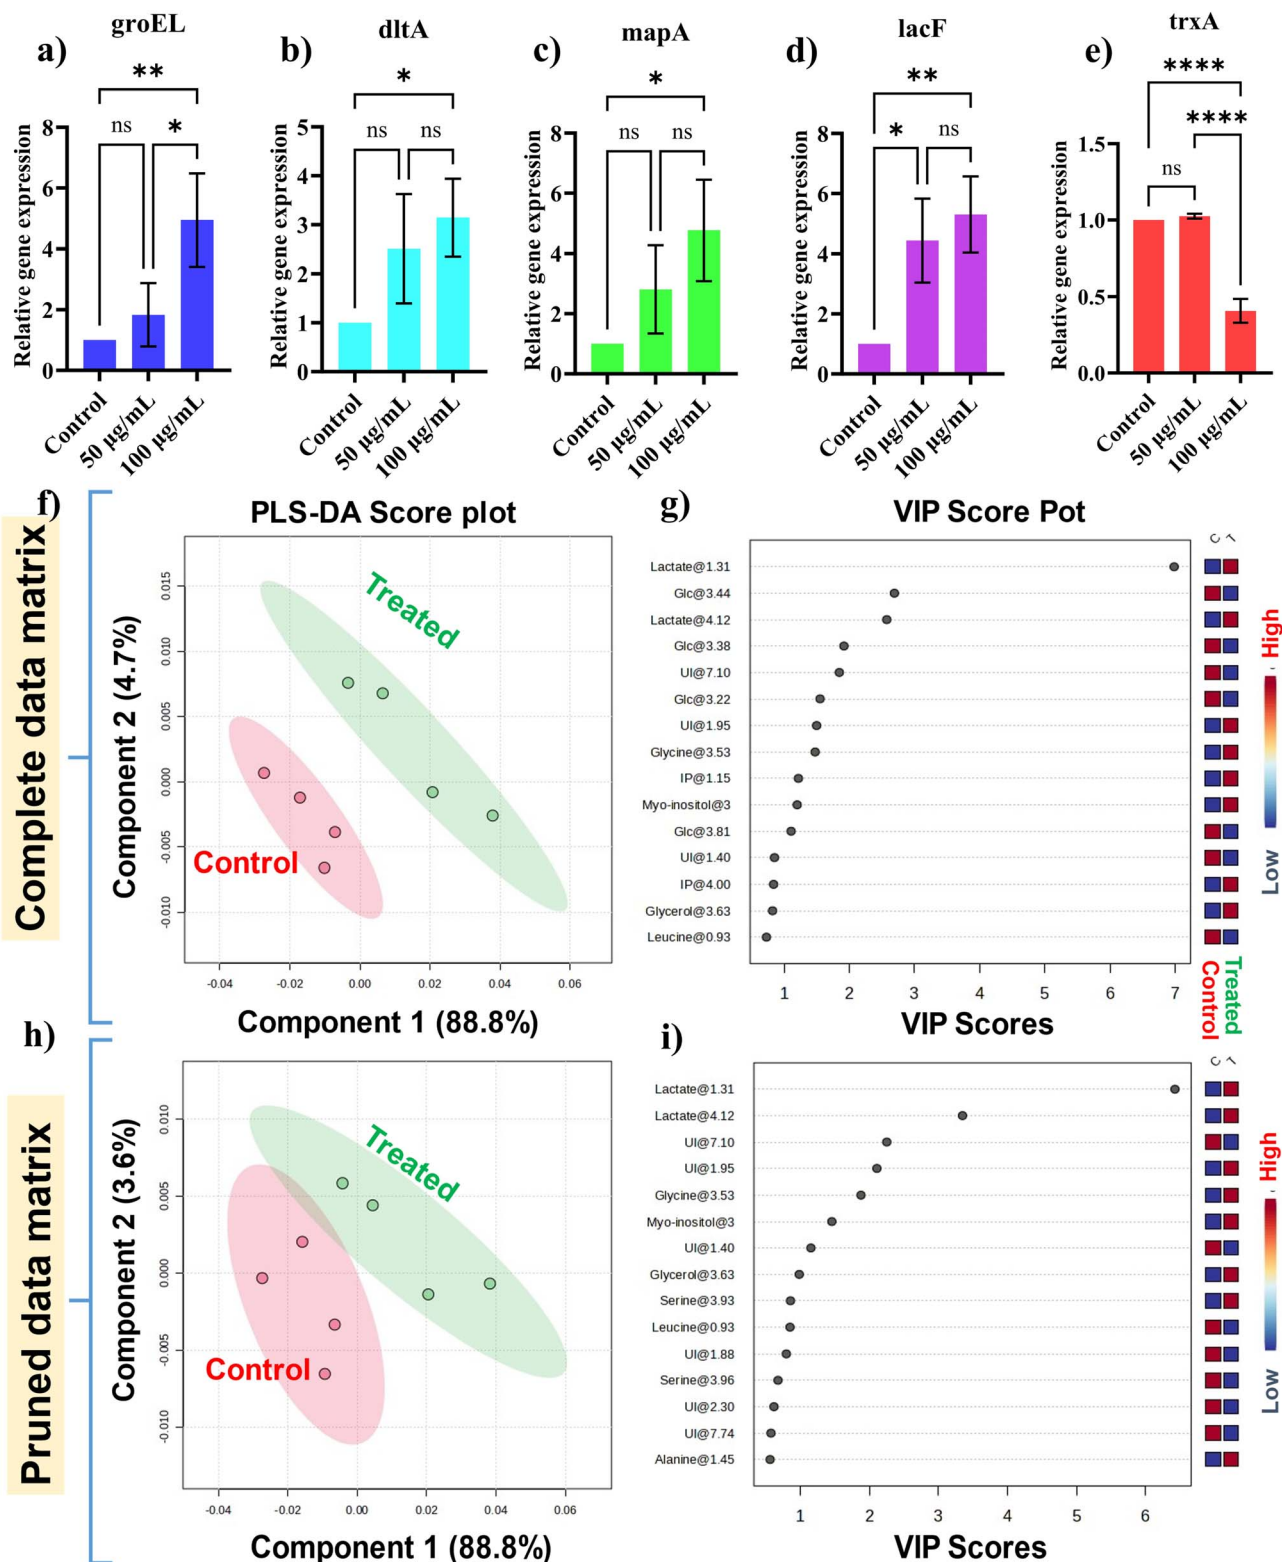 a)
groEL
**
ns
*
Relative gene expression
8
6
4
2
0
Control
50 µg/mL
100 µg/mL
b)
dltA
*
ns
ns
Relative gene expression
5
4
3
2
1
0
Control
50 µg/mL
100 µg/mL
c)
mapA
*
ns
ns
Relative gene expression
8
6
4
2
0
Control
50 µg/mL
100 µg/mL
d)
lacF
**
*
ns
Relative gene expression
8
6
4
2
0
Control
50 µg/mL
100 µg/mL
e)
trxA
****
****
ns
Relative gene expression
1.5
1.0
0.5
0.0
Control
50 µg/mL
100 µg/mL
Complete data matrix
f)
PLS-DA Score plot
Component 2 (4.7%)
0.015
0.010
0.005
0.000
-0.005
-0.010
Treated
Control
-0.04
-0.02
0.00
0.02
0.04
0.06
Component 1 (88.8%)
g)
VIP Score Pot
C
T
Lactate@1.31
Glc@3.44
Lactate@4.12
Glc@3.38
UI@7.10
Glc@3.22
UI@1.95
Glycine@3.53
IP@1.15
Myo-inositol@3
Glc@3.81
UI@1.40
IP@4.00
Glycerol@3.63
Leucine@0.93
1
2
3
4
5
6
7
VIP Scores
High
Low
Control
Treated
Pruned data matrix
h)
Component 2 (3.6%)
0.010
0.005
0.000
-0.005
-0.010
Treated
Control
-0.04
-0.02
0.00
0.02
0.04
0.06
Component 1 (88.8%)
i)
C
T
Lactate@1.31
Lactate@4.12
UI@7.10
UI@1.95
Glycine@3.53
Myo-inositol@3
UI@1.40
Glycerol@3.63
Serine@3.93
Leucine@0.93
UI@1.88
Serine@3.96
UI@2.30
UI@7.74
Alanine@1.45
1
2
3
4
5
6
VIP Scores
High
Low